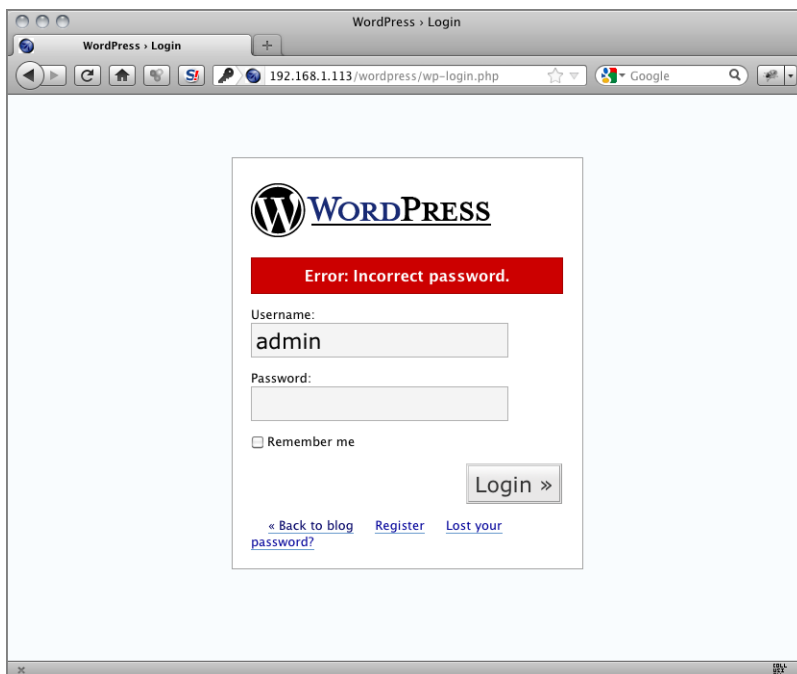 WordPress › Login
WordPress › Login
192.168.1.113/wordpress/wp-login.php
Google
WORDPRESS
Error: Incorrect password.
Username:
admin
Password:
Remember me
Login »
« Back to blog Register Lost your
password?